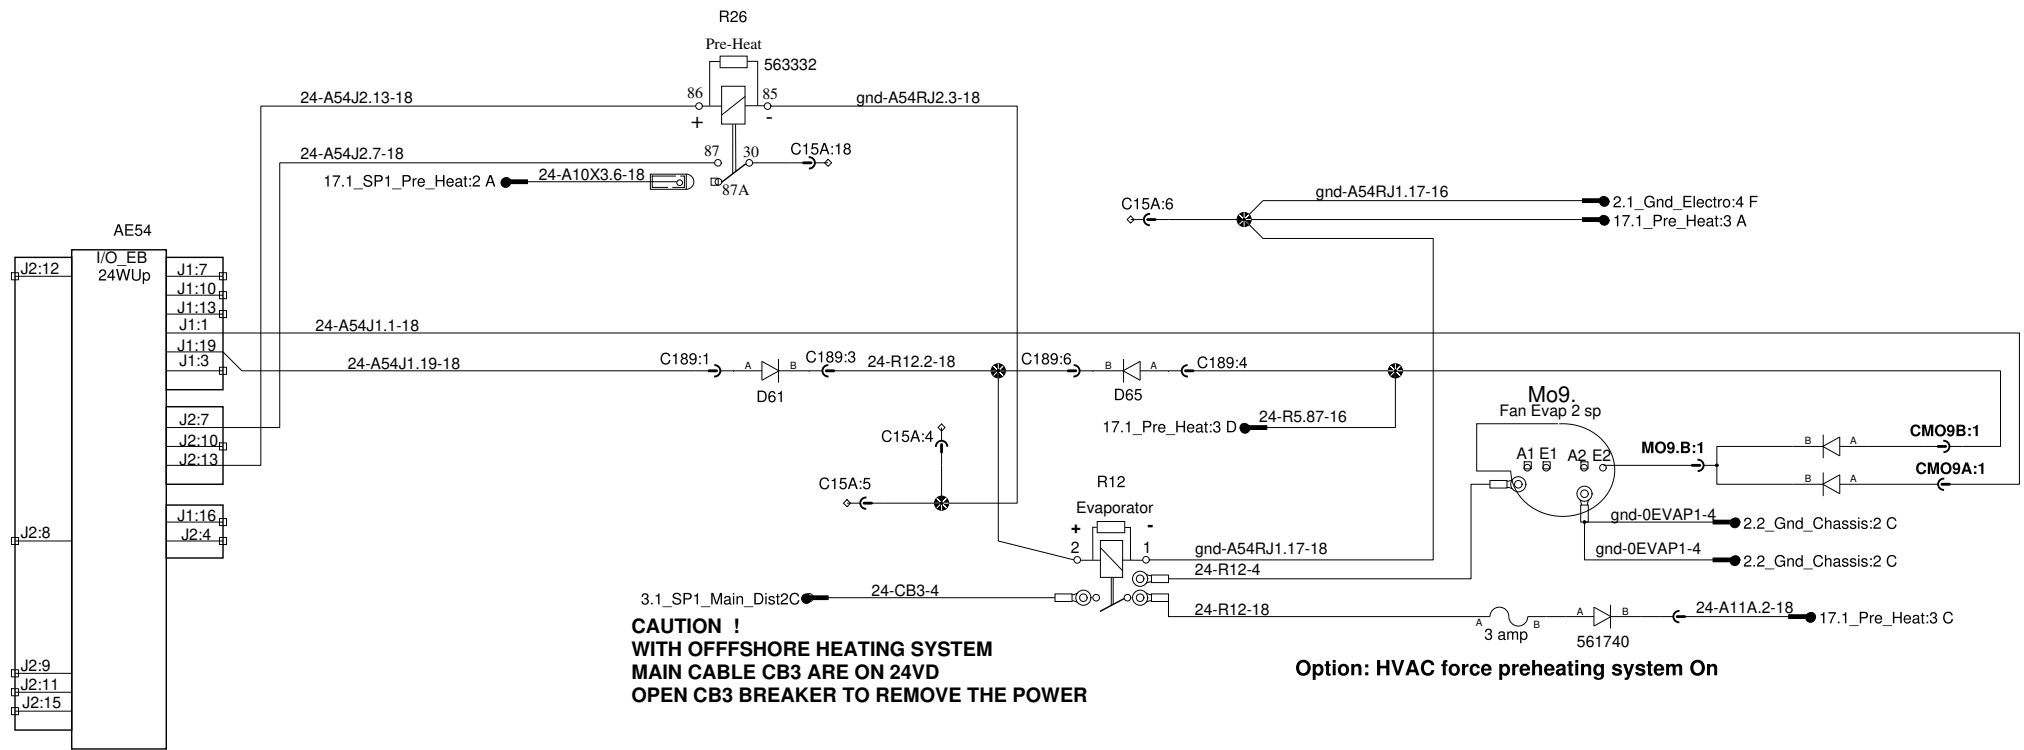 R26
Pre-Heat
563332
24-A54J2.13-18
86
85
gnd-A54RJ2.3-18
+
-
24-A54J2.7-18
87
30
C15A:18
17.1_SP1_Pre_Heat:2 A
24-A10X3.6-18
87A
C15A:6
gnd-A54RJ1.17-16
2.1_Gnd_Electro:4 F
17.1_Pre_Heat:3 A
AE54
I/O_EB
24WUp
J2:12
J1:7
J1:10
J1:13
J1:1
J1:19
J1:3
24-A54J1.1-18
24-A54J1.19-18
C189:1
A
B
C189:3
24-R12.2-18
C189:6
B
A
C189:4
D61
D65
J2:7
J2:10
J2:13
C15A:4
17.1_Pre_Heat:3 D
24-R5.87-16
Mo9.
Fan Evap 2 sp
A1 E1
A2 E2
MO9.B:1
B
A
CMO9B:1
B
A
CMO9A:1
C15A:5
R12
Evaporator
+
-
2
1
J1:16
J2:4
J2:8
gnd-0EVAP1-4
2.2_Gnd_Chassis:2 C
gnd-0EVAP1-4
2.2_Gnd_Chassis:2 C
gnd-A54RJ1.17-18
24-R12-4
3.1_SP1_Main_Dist2C
24-CB3-4
24-R12-18
A
B
3 amp
A
B
561740
24-A11A.2-18
17.1_Pre_Heat:3 C
CAUTION !
WITH OFFFSHORE HEATING SYSTEM
MAIN CABLE CB3 ARE ON 24VD
OPEN CB3 BREAKER TO REMOVE THE POWER
Option: HVAC force preheating system On
J2:9
J2:11
J2:15